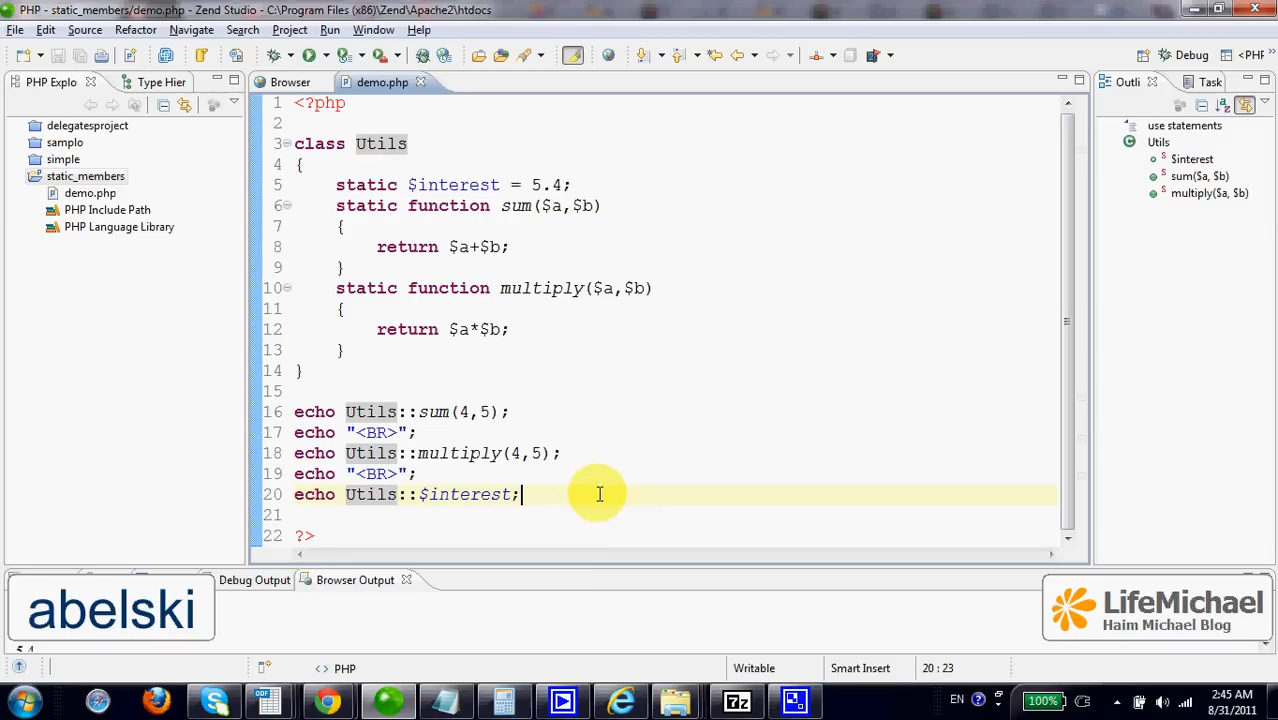 PHP - static_members/demo.php - Zend Studio - C:\Program Files (x86)\Zend\Apache2\htdocs
File Edit Source Refactor Navigate Search Project Run Window Help
Debug <PHP
PHP Explo Type Hier Browser demo.php Outli Task
delegatesproject
samplo
simple
static_members
demo.php
PHP Include Path
PHP Language Library
1 <?php
2
3 class Utils
4 {
5 static $interest = 5.4;
6 static function sum($a,$b)
7 {
8 return $a+$b;
9 }
10 static function multiply($a,$b)
11 {
12 return $a*$b;
13 }
14 }
15
16 echo Utils::sum(4,5);
17 echo "<BR>";
18 echo Utils::multiply(4,5);
19 echo "<BR>";
20 echo Utils::$interest;
21
22 ?>
use statements
Utils
$interest
sum($a, $b)
multiply($a, $b)
Debug Output Browser Output
abelski
LifeMichael
Haim Michael Blog
5.4
PHP Writable Smart Insert 20 : 23
EN 100% 2:45 AM
8/31/2011